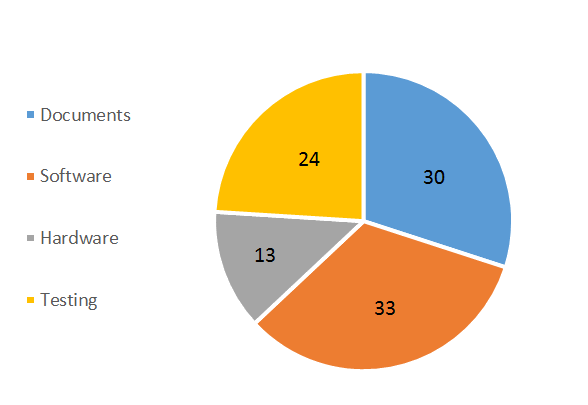 Documents
Software
Hardware
Testing
24
30
13
33